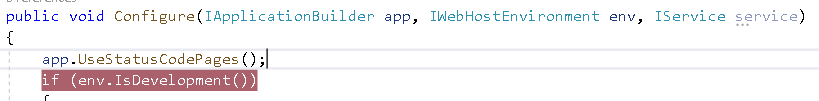 public void Configure(IApplicationBuilder app, IWebHostEnvironment env, IService service)
{
app.UseStatusCodePages();
if (env.IsDevelopment())
{